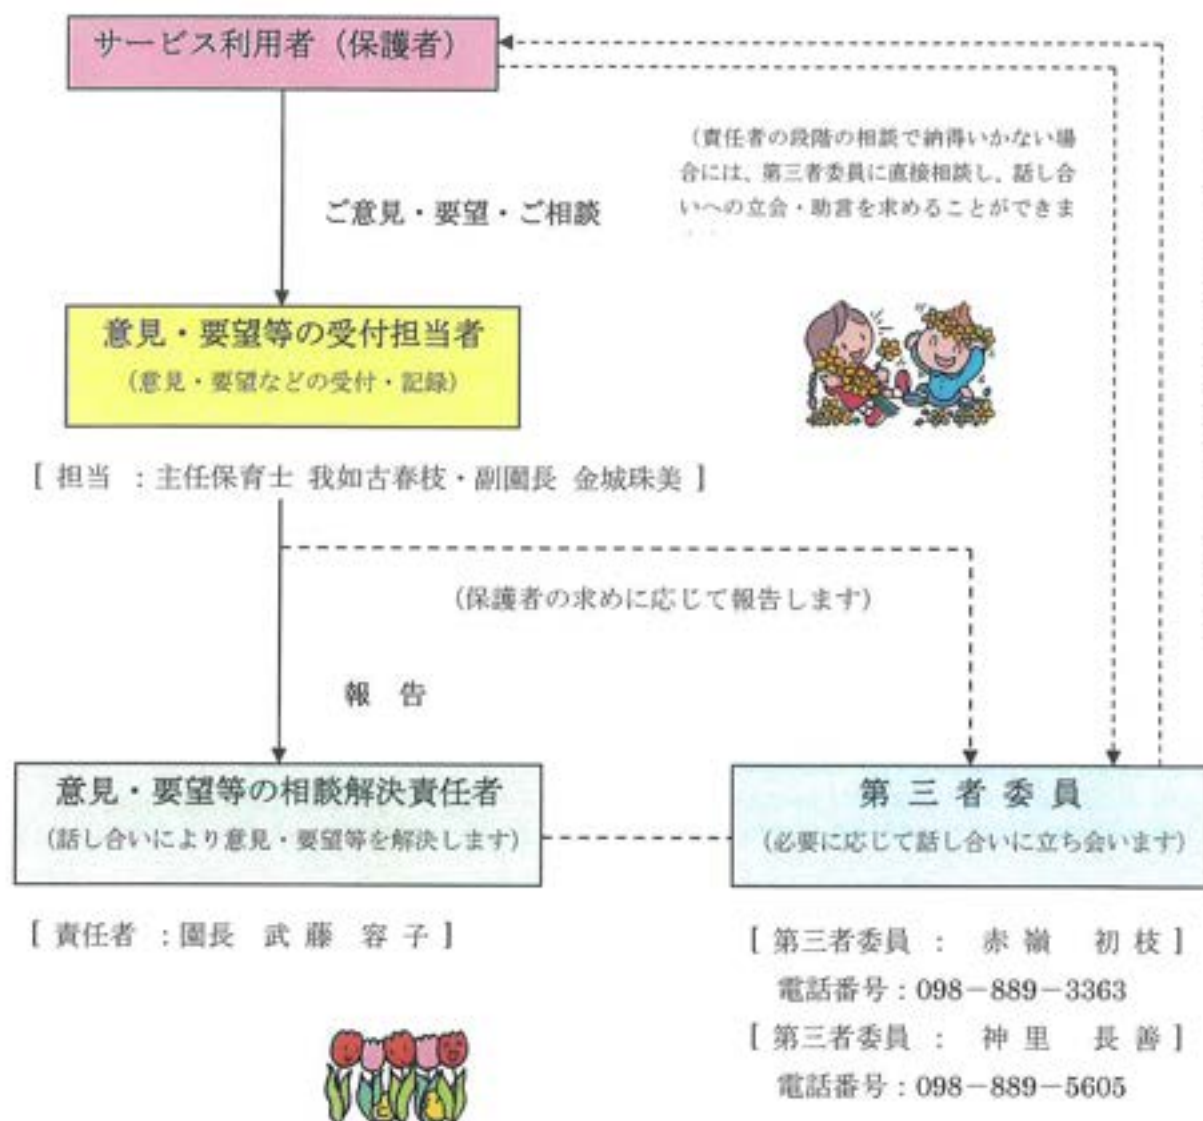 サービス利用者（保護者）
（責任者の段階の相談で納得いかない場
合には、第三者委員に直接相談し、話し合
いへの立会・助言を求めることができま
ご意見・要望・ご相談
意見・要望等の受付担当者
（意見・要望などの受付・記録）
［ 担当 ：主任保育士 我如古春枝・副園長 金城珠美 ］
（保護者の求めに応じて報告します）
報 告
意見・要望等の相談解決責任者
（話し合いにより意見・要望等を解決します）
第 三 者 委 員
（必要に応じて話し合いに立ち会います）
［ 責任者 ：園長 武 藤 容 子 ］
［ 第三者委員 ： 赤 嶺 初 枝 ］
電話番号：098－889－3363
［ 第三者委員 ： 神 里 長 善 ］
電話番号：098－889－5605